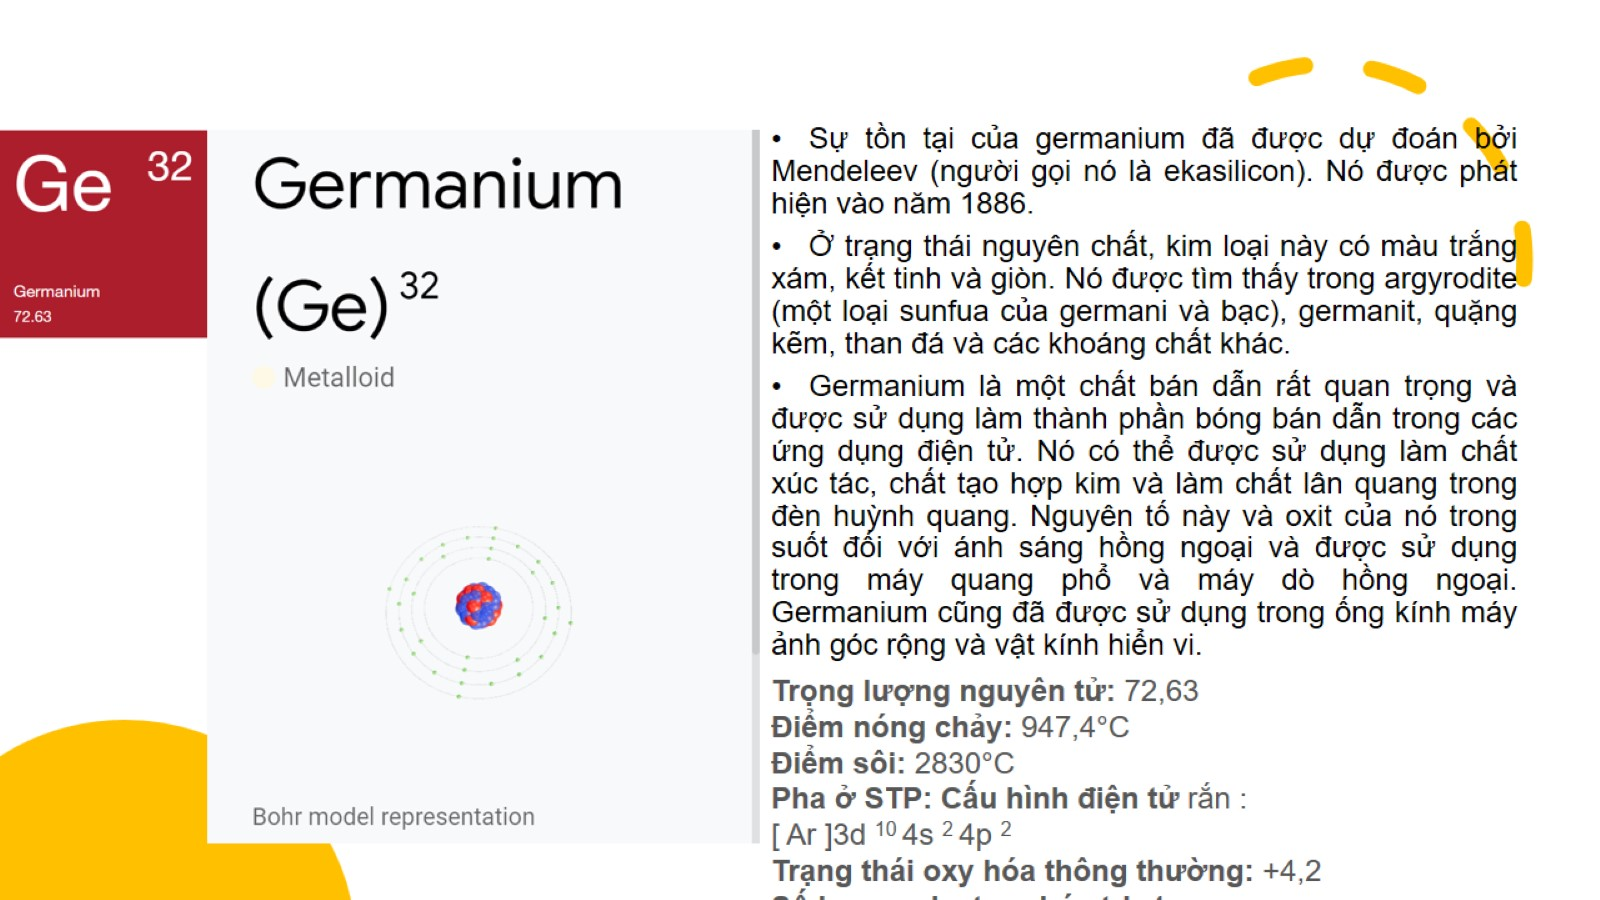 Ge 32
Germanium
72.63
Germanium
(Ge) 32
Metalloid
Bohr model representation
• Sự tồn tại của germanium đã được dự đoán bởi
Mendeleev (người gọi nó là ekasilicon). Nó được phát
hiện vào năm 1886.
• Ở trạng thái nguyên chất, kim loại này có màu trắng
xám, kết tinh và giòn. Nó được tìm thấy trong argyrodite
(một loại sunfua của germani và bạc), germanit, quặng
kẽm, than đá và các khoáng chất khác.
• Germanium là một chất bán dẫn rất quan trọng và
được sử dụng làm thành phần bóng bán dẫn trong các
ứng dụng điện tử. Nó có thể được sử dụng làm chất
xúc tác, chất tạo hợp kim và làm chất lân quang trong
đèn huỳnh quang. Nguyên tố này và oxit của nó trong
suốt đối với ánh sáng hồng ngoại và được sử dụng
trong máy quang phổ và máy dò hồng ngoại.
Germanium cũng đã được sử dụng trong ống kính máy
ảnh góc rộng và vật kính hiển vi.
Trọng lượng nguyên tử: 72,63
Điểm nóng chảy: 947,4°C
Điểm sôi: 2830°C
Pha ở STP: Cấu hình điện tử rắn :
[ Ar ]3d 10 4s 2 4p 2
Trạng thái oxy hóa thông thường: +4,2